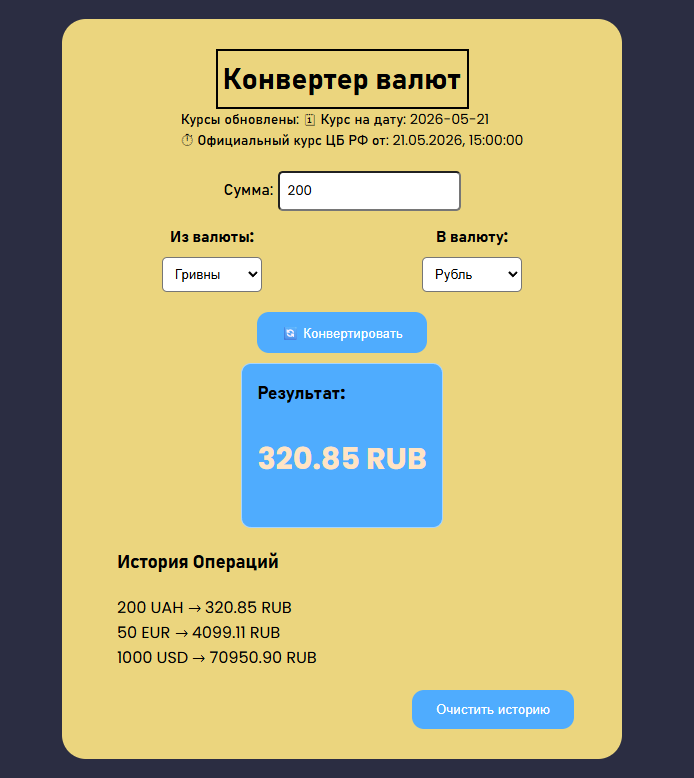 Конвертер валют
Курсы обновлены: 🗓 Курс на дату: 2026-05-21
⏱ Официальный курс ЦБ РФ от: 21.05.2026, 15:00:00
Сумма: 200
Из валюты: В валюту:
Гривны Рубль
🔄 Конвертировать
Результат:
320.85 RUB
История Операций
200 UAH → 320.85 RUB
50 EUR → 4099.11 RUB
1000 USD → 70950.90 RUB
Очистить историю